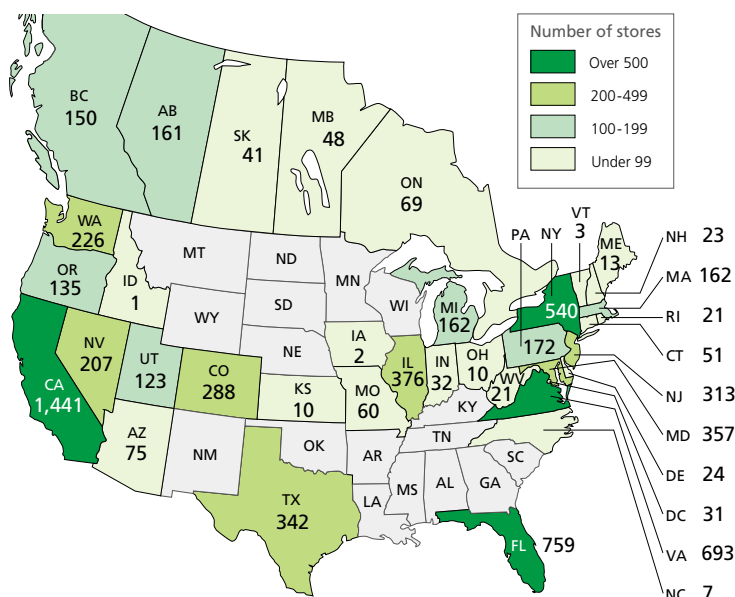 Number of stores
Over 500
200-499
100-199
Under 99
BC
150
AB
161
SK
41
MB
48
ON
69
WA
226
OR
135
ID
1
MT
ND
MN
WI
SD
WY
NE
CA
1,441
NV
207
UT
123
CO
288
KS
10
IA
2
MO
60
IL
376
MI
162
IN
32
OH
10
WV
21
KY
TN
AZ
75
NM
OK
AR
TX
342
LA
MS
AL
GA
SC
FL
759
PA
172
NY
540
VT
3
ME
13
NH 23
MA 162
RI 21
CT 51
NJ 313
MD 357
DE 24
DC 31
VA 693
NC 7